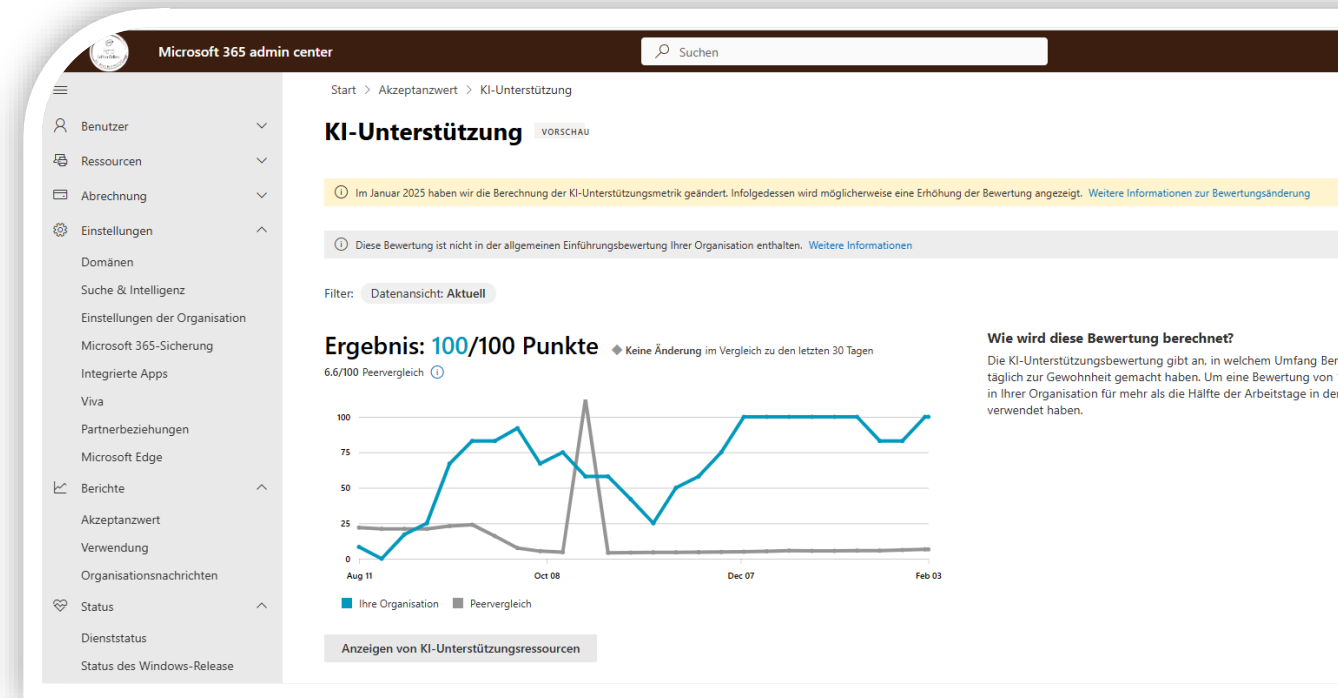 Microsoft 365 admin center
Suchen
Start > Akzeptanzwert > KI-Unterstützung
KI-Unterstützung VORSCHAU
Im Januar 2025 haben wir die Berechnung der KI-Unterstützungsmetrik geändert. Infolgedessen wird möglicherweise eine Erhöhung der Bewertung angezeigt. Weitere Informationen zur Bewertungsänderung
Diese Bewertung ist nicht in der allgemeinen Einführungsbewertung Ihrer Organisation enthalten. Weitere Informationen
Benutzer
Ressourcen
Abrechnung
Einstellungen
Domänen
Suche & Intelligenz
Einstellungen der Organisation
Microsoft 365-Sicherung
Integrierte Apps
Viva
Partnerbeziehungen
Microsoft Edge
Berichte
Akzeptanzwert
Verwendung
Organisationsnachrichten
Status
Dienststatus
Status des Windows-Release
Filter: Datenansicht: Aktuell
Ergebnis: 100/100 Punkte Keine Änderung im Vergleich zu den letzten 30 Tagen
6.6/100 Peervergleich
100
75
50
25
0
Aug 11 Oct 08 Dec 07 Feb 03
Ihre Organisation Peervergleich
Anzeigen von KI-Unterstützungsressourcen
Wie wird diese Bewertung berechnet?
Die KI-Unterstützungsbewertung gibt an, in welchem Umfang
täglich zur Gewohnheit gemacht haben. Um eine Bewertung von
in Ihrer Organisation für mehr als die Hälfte der Arbeitstage in
verwendet haben.